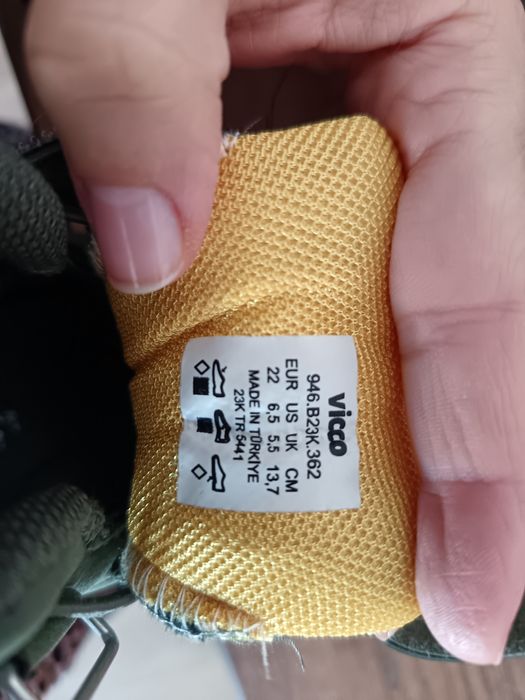 vicco
946.B23K.362
EUR US UK CM
22 6,5 5,5 13,7
MADE IN TÜRKİYE
23K TR 5441